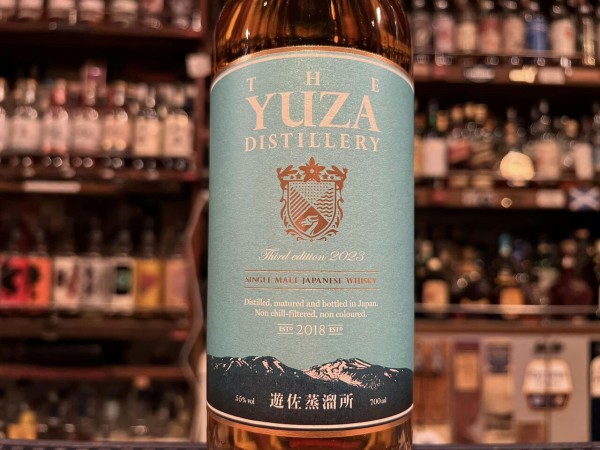 THE
YUZA
DISTILLERY
Third edition 2023
SINGLE MALT JAPANESE WHISKY
Distilled, matured and bottled in Japan
Non chill-filtered, non coloured.
ESTD 2018 ESTD
55%vol 遊佐蒸溜所 700ml